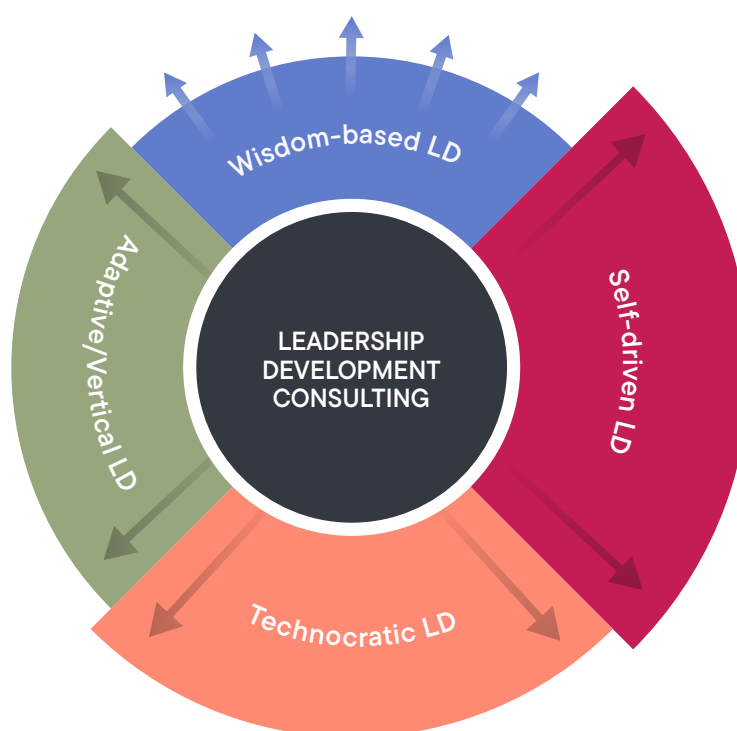 Wisdom-based LD
Adaptive/Vertical LD
LEADERSHIP
DEVELOPMENT
CONSULTING
Self-driven LD
Technocratic LD